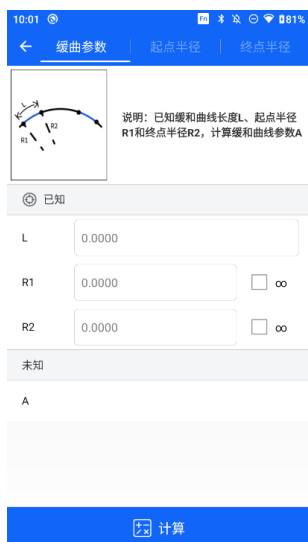 10:01 81%
缓曲参数 起点半径 终点半径
L
R1 R2
说明：已知缓和曲线长度L、起点半径
R1和终点半径R2，计算缓和曲线参数A
已知
L 0.0000
R1 0.0000 ∞
R2 0.0000 ∞
未知
A
计算